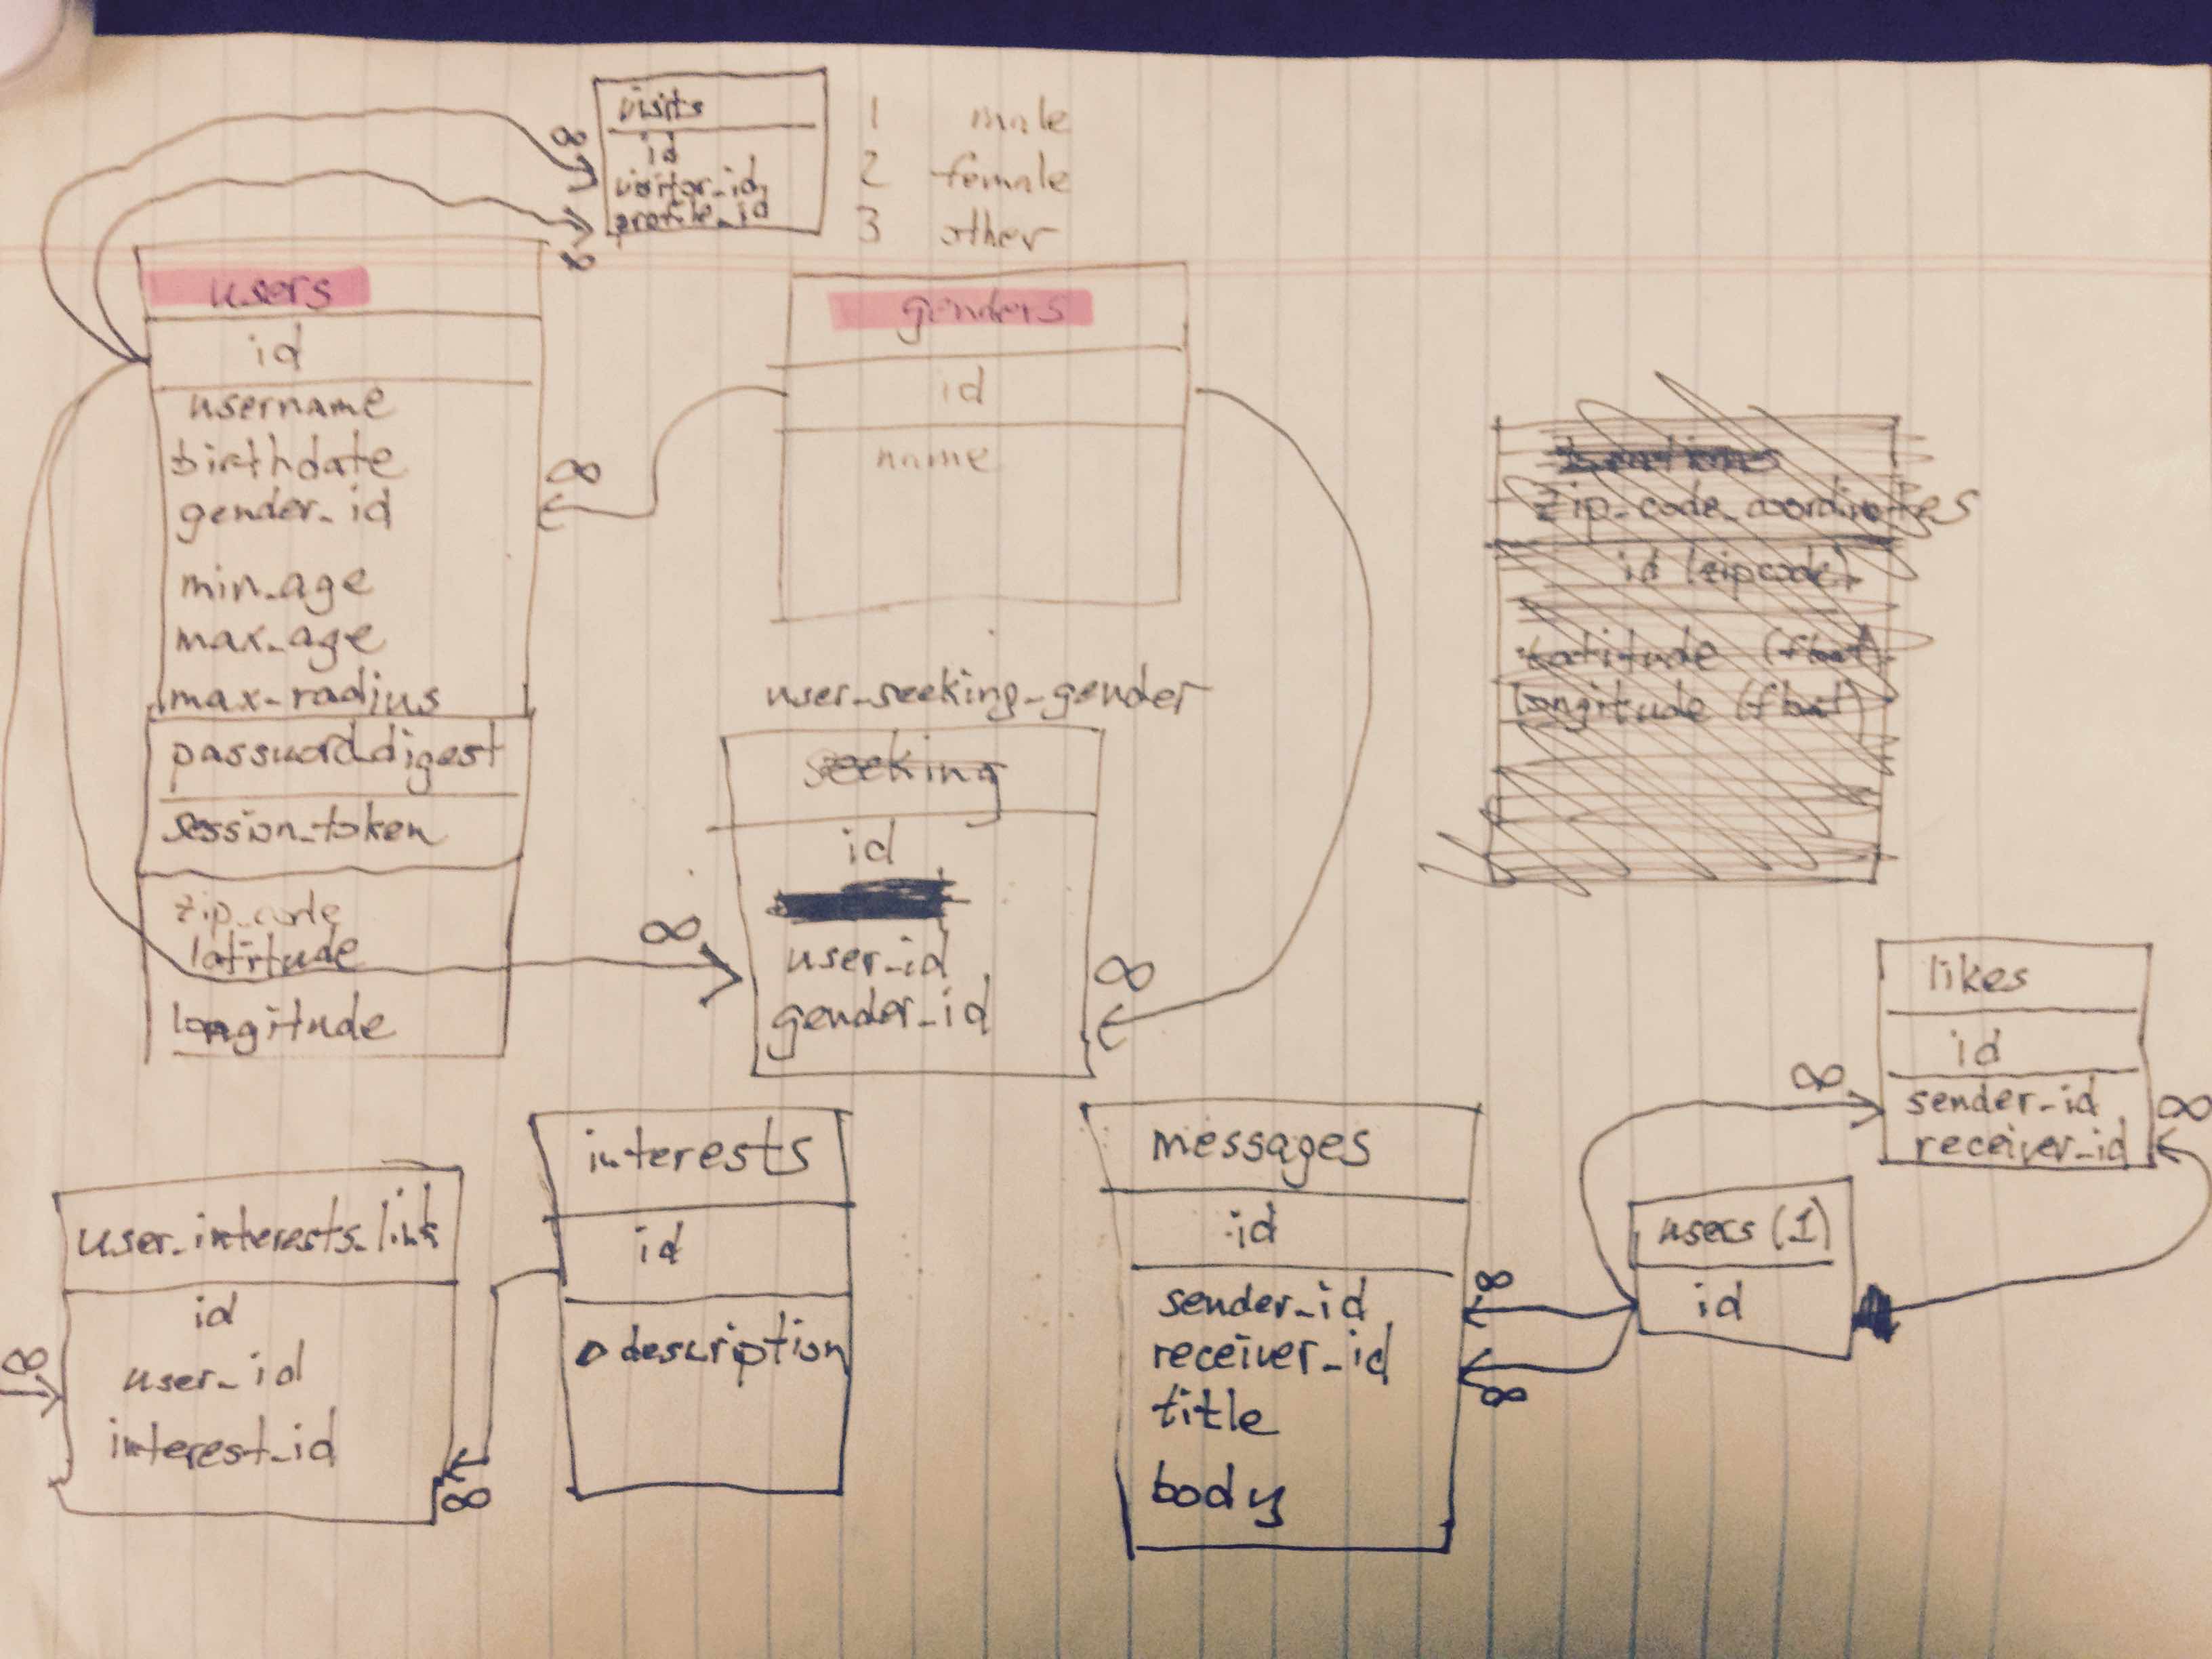 visits
id
visitor_id
profile_id
1 male
2 female
3 other
users
id
username
birthdate
gender_id
min_age
max_age
max_radius
password_digest
session_token
zip_code
latitude
longitude
∞
∞
genders
id
name
∞
user_seeking_gender
seeking
id
user_id
gender_id
∞
∞
zip_code_coordinates
id (zipcode)
latitude (float)
longitude (float)
likes
id
sender_id
receiver_id
∞
∞
user_interests_link
id
user_id
interest_id
∞
∞
interests
id
description
messages
id
sender_id
receiver_id
title
body
∞
∞
users (1)
id